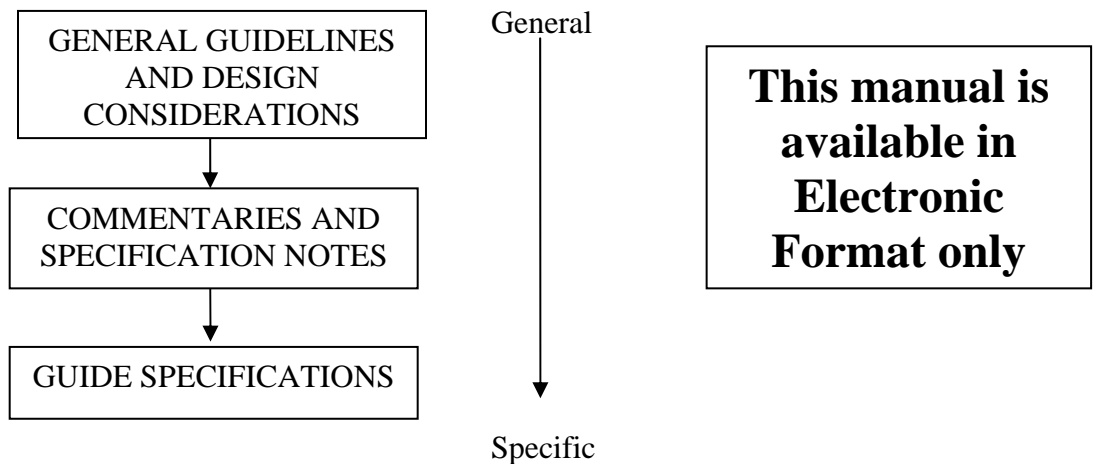 GENERAL GUIDELINES
AND DESIGN
CONSIDERATIONS
COMMENTARIES AND
SPECIFICATION NOTES
GUIDE SPECIFICATIONS
General
Specific
This manual is
available in
Electronic
Format only